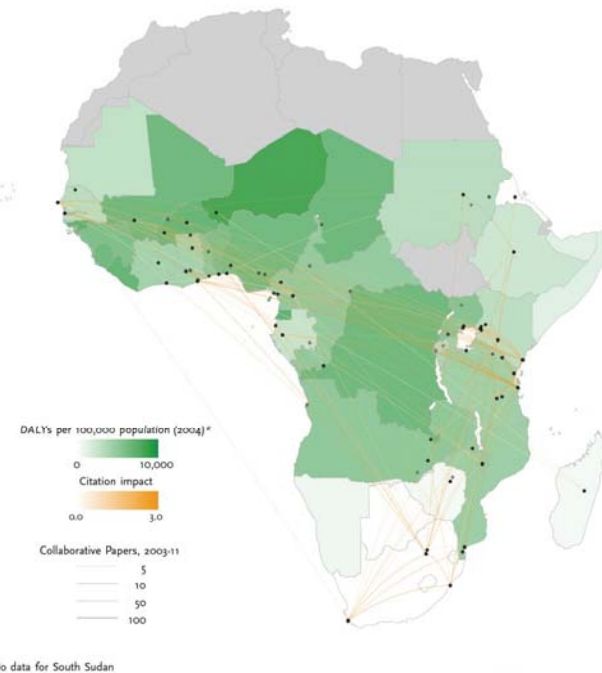 DALYs per 100,000 population (2004)*
0 10,000
Citation impact
0.0 3.0
Collaborative Papers, 2003-11
5
10
50
100
o data for South Sudan